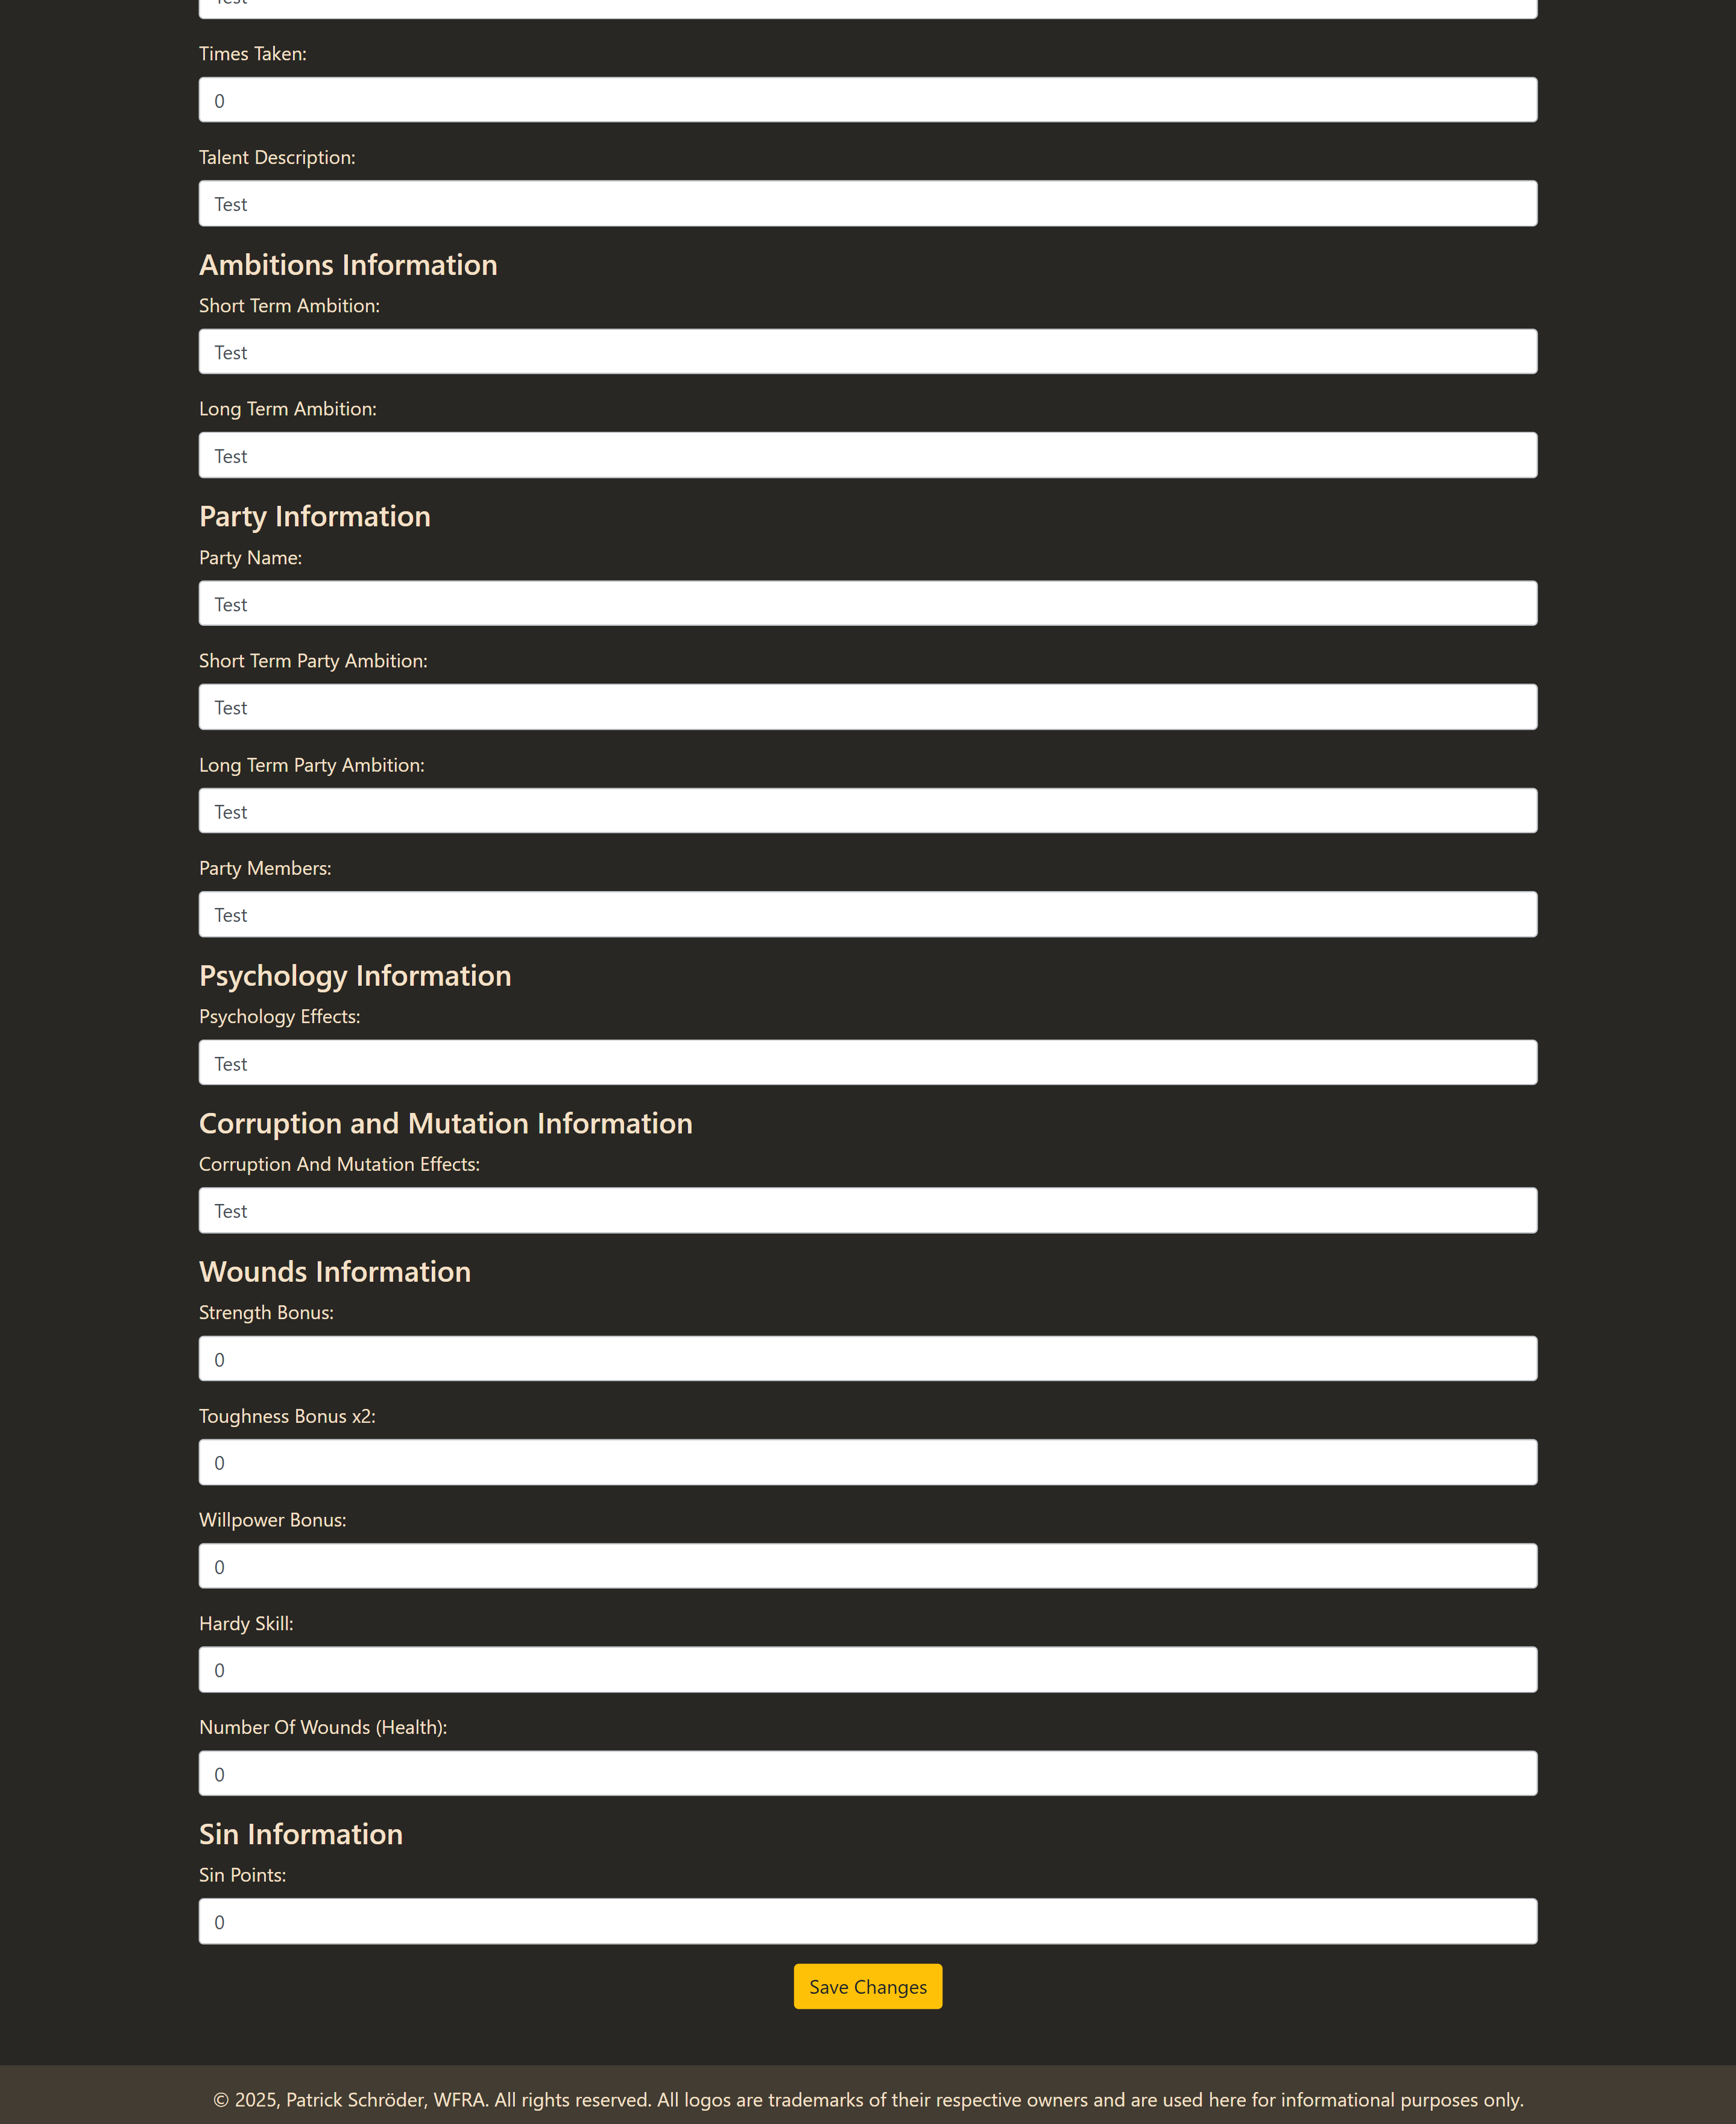 Test
Times Taken:
0
Talent Description:
Test
Ambitions Information
Short Term Ambition:
Test
Long Term Ambition:
Test
Party Information
Party Name:
Test
Short Term Party Ambition:
Test
Long Term Party Ambition:
Test
Party Members:
Test
Psychology Information
Psychology Effects:
Test
Corruption and Mutation Information
Corruption And Mutation Effects:
Test
Wounds Information
Strength Bonus:
0
Toughness Bonus x2:
0
Willpower Bonus:
0
Hardy Skill:
0
Number Of Wounds (Health):
0
Sin Information
Sin Points:
0
Save Changes
© 2025, Patrick Schröder, WFRA. All rights reserved. All logos are trademarks of their respective owners and are used here for informational purposes only.